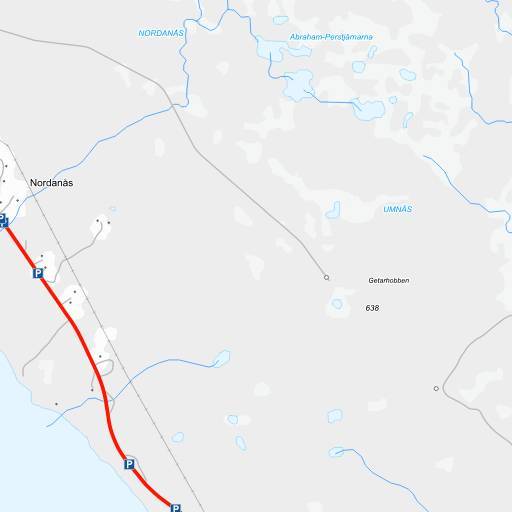 NORDANÅS
Abraham-Perstjärnarna
Nordanås
UMNÄS
P
P
Getarhobben
638
P
P